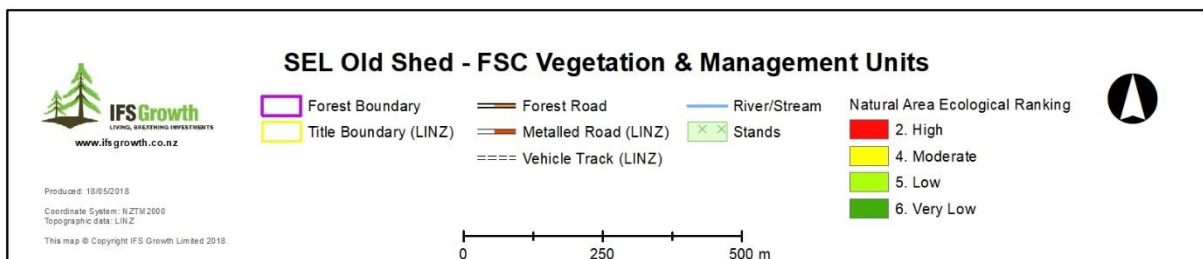 SEL Old Shed - FSC Vegetation & Management Units
IFSGrowth
LIVING, BREATHING INVESTMENTS
www.ifsgrowth.co.nz
Produced: 18/05/2018
Coordinate System: NZTM2000
Topographic data: LINZ
This map © Copyright IFS Growth Limited 2018.
Forest Boundary
Title Boundary (LINZ)
Forest Road
Metalled Road (LINZ)
Vehicle Track (LINZ)
River/Stream
Stands
Natural Area Ecological Ranking
2. High
4. Moderate
5. Low
6. Very Low
0 250 500 m